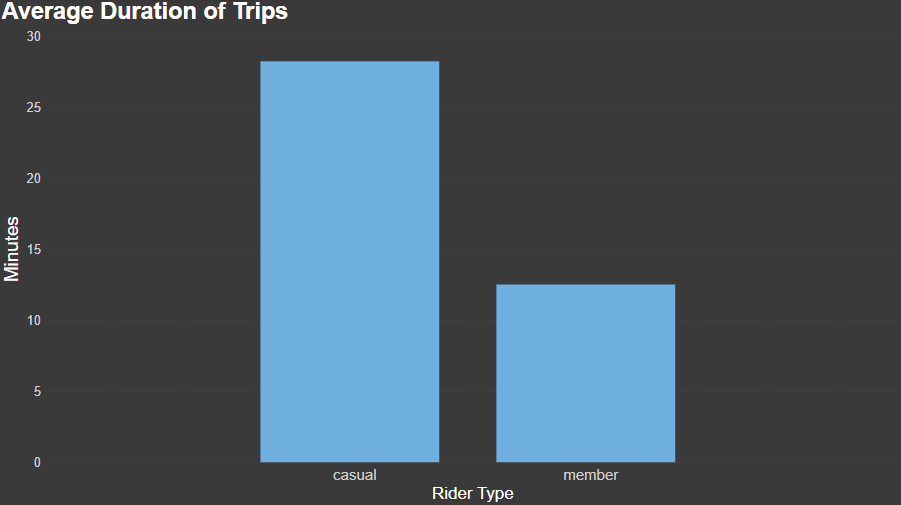 Average Duration of Trips
30
25
20
15
10
5
0
Minutes
casual member
Rider Type